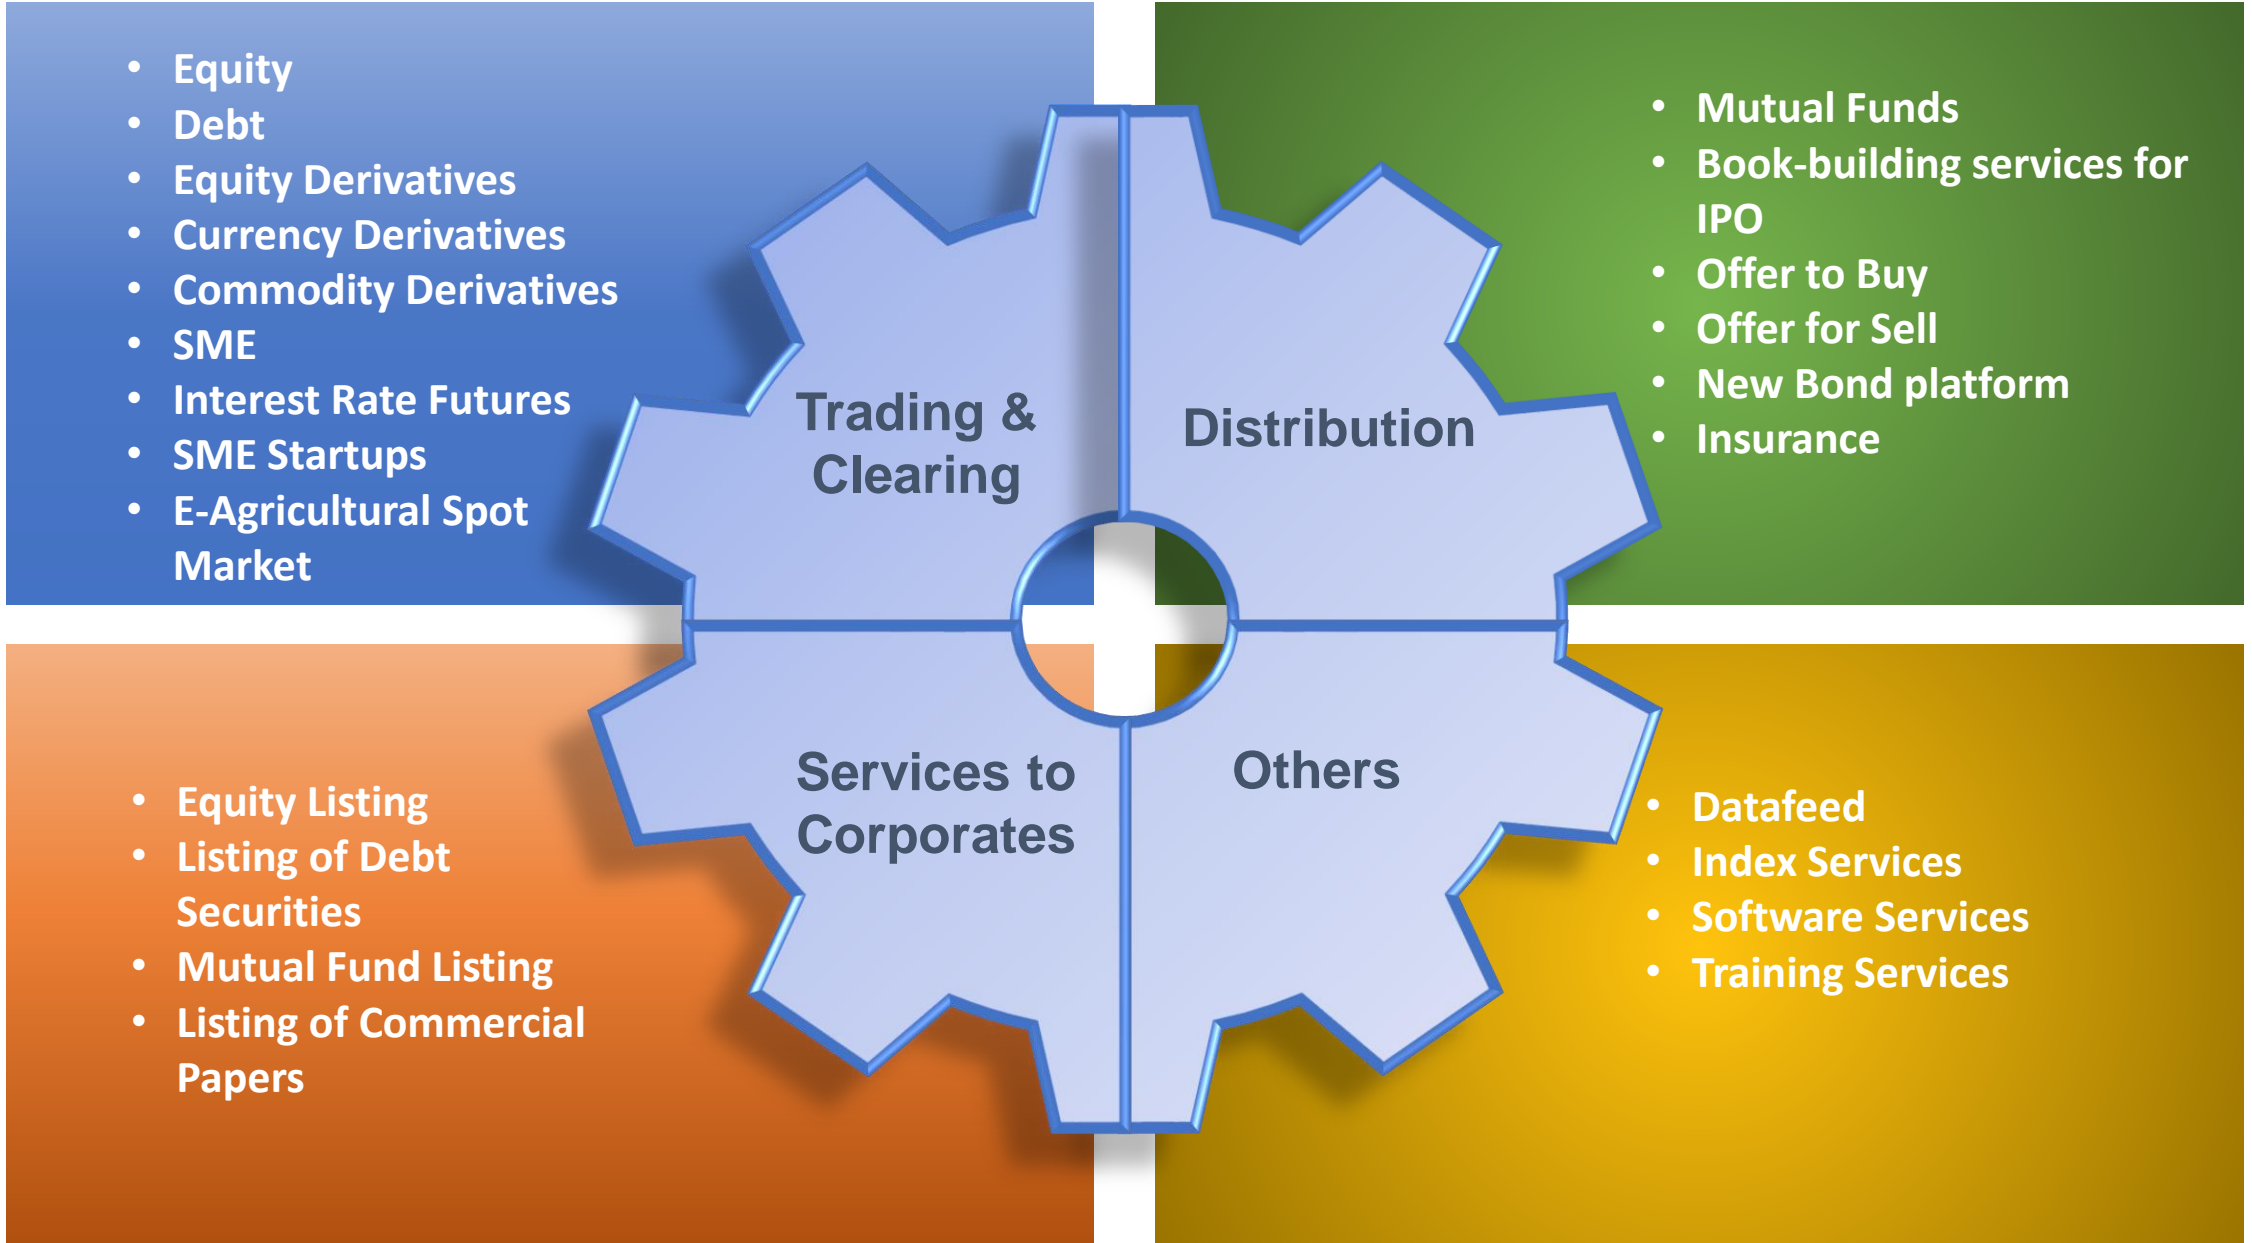 • Equity
• Debt
• Equity Derivatives
• Currency Derivatives
• Commodity Derivatives
• SME
• Interest Rate Futures
• SME Startups
• E-Agricultural Spot
Market
Trading &
Clearing
• Mutual Funds
• Book-building services for
IPO
• Offer to Buy
• Offer for Sell
• New Bond platform
• Insurance
Distribution
• Equity Listing
• Listing of Debt
Securities
• Mutual Fund Listing
• Listing of Commercial
Papers
Services to
Corporates
Others
• Datafeed
• Index Services
• Software Services
• Training Services